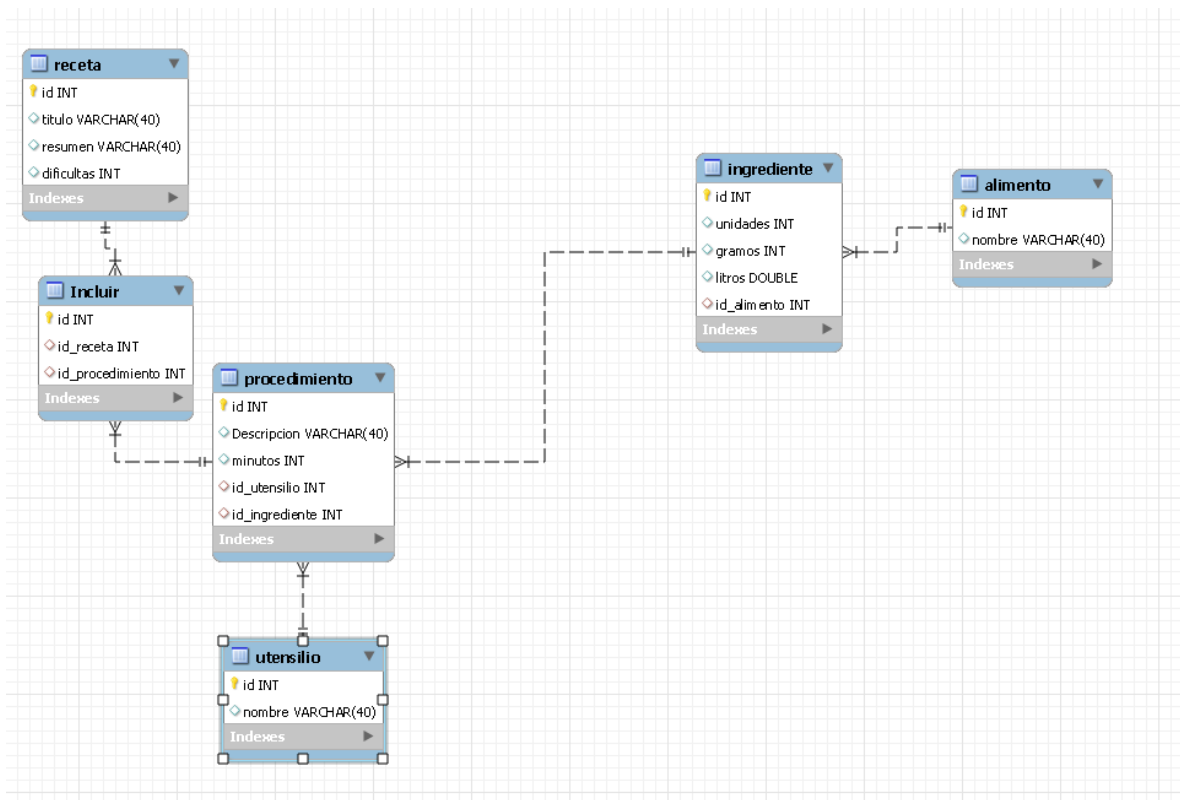 receta
id INT
titulo VARCHAR(40)
resumen VARCHAR(40)
dificultas INT
Indexes
Incluir
id INT
id_receta INT
id_procedimiento INT
Indexes
procedimiento
id INT
Descripcion VARCHAR(40)
minutos INT
id_utensilio INT
id_ingrediente INT
Indexes
utensilio
id INT
nombre VARCHAR(40)
Indexes
ingrediente
id INT
unidades INT
gramos INT
litros DOUBLE
id_alimento INT
Indexes
alimento
id INT
nombre VARCHAR(40)
Indexes